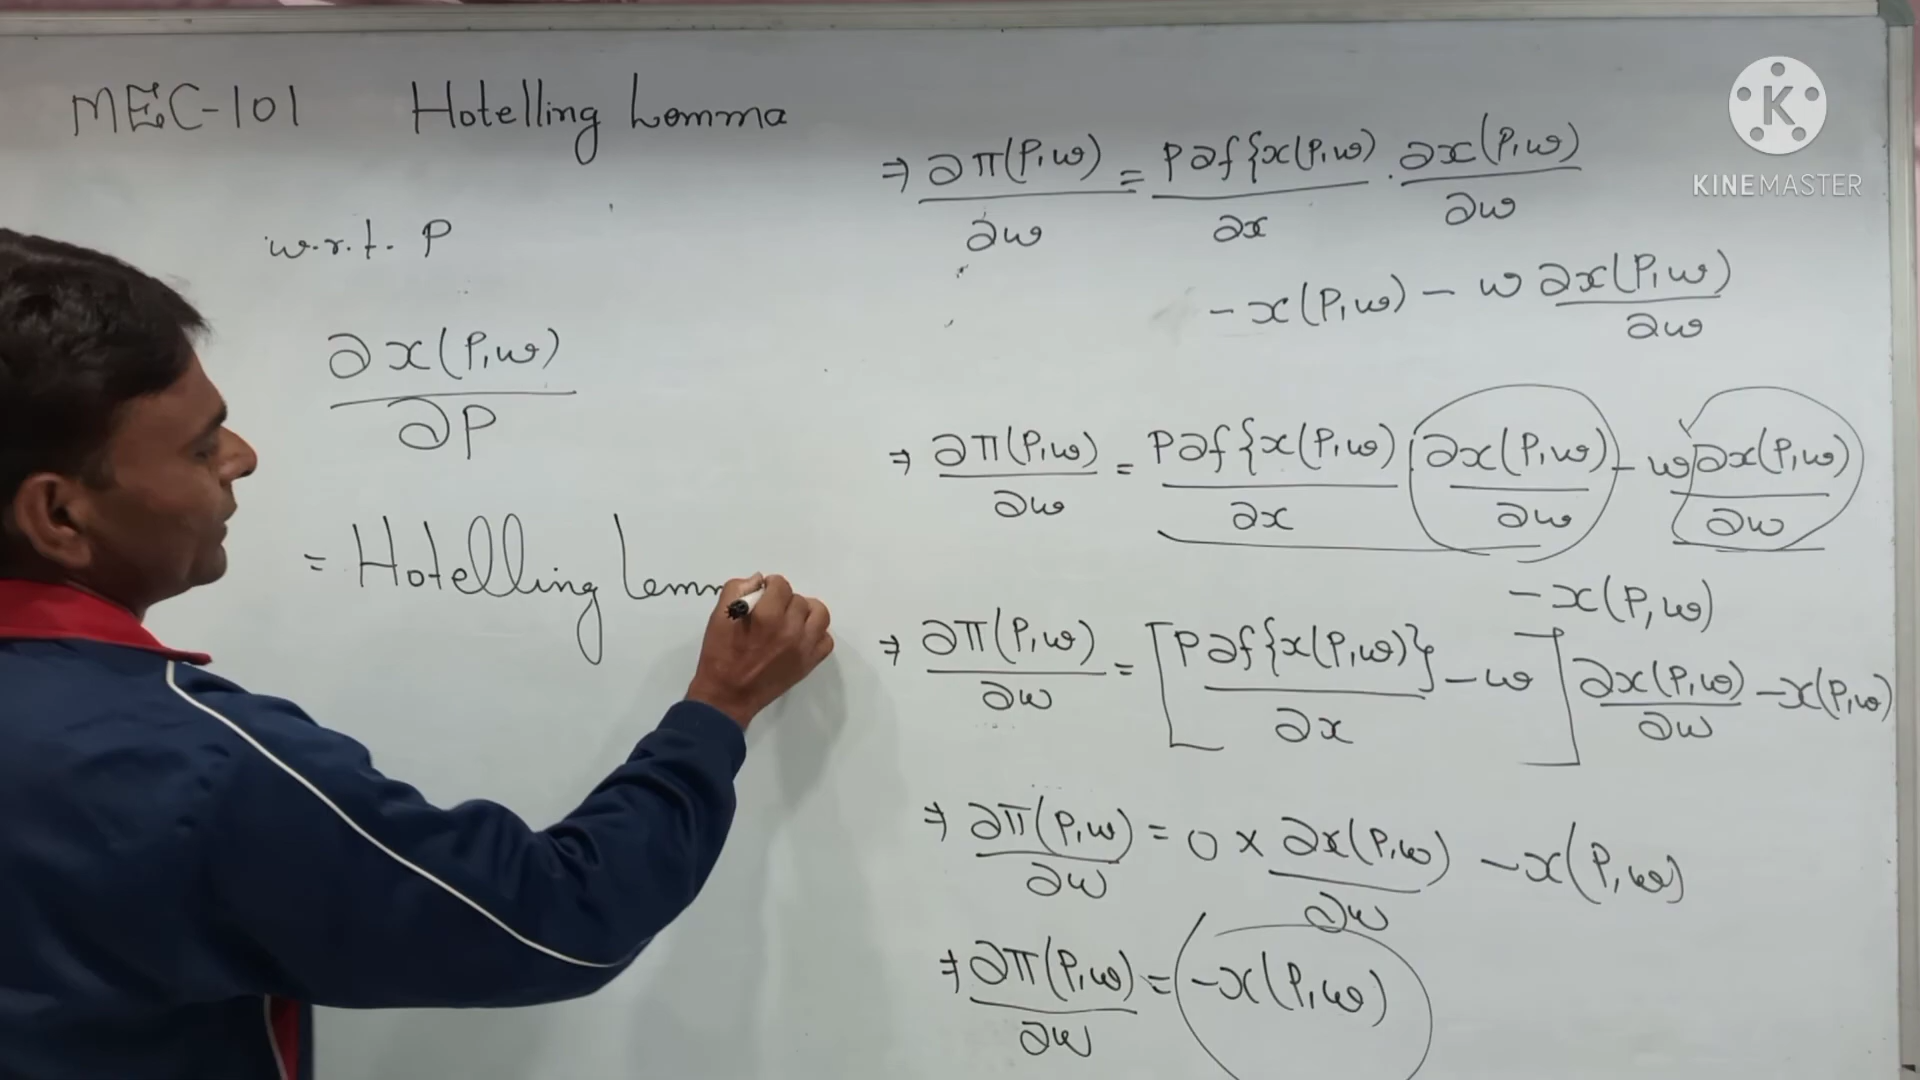 MEC-101 Hotelling Lemma
w.r.t. P
∂x(P,w)
∂P
= Hotelling Lemm
⇒ ∂π(P,w) = P∂f{x(P,w) . ∂x(P,w)
∂w ∂x ∂w
- x(P,w) - w ∂x(P,w)
∂w
⇒ ∂π(P,w) = P∂f{x(P,w) . ∂x(P,w) - w ∂x(P,w)
∂w ∂x ∂w ∂w
- x(P,w)
⇒ ∂π(P,w) = [P∂f{x(P,w)} - w] ∂x(P,w) - x(P,w)
∂w ∂x ∂w
⇒ ∂π(P,w) = 0 × ∂x(P,w) - x(P,w)
∂w ∂w
⇒ ∂π(P,w) = -x(P,w)
∂w
K
KINEMASTER